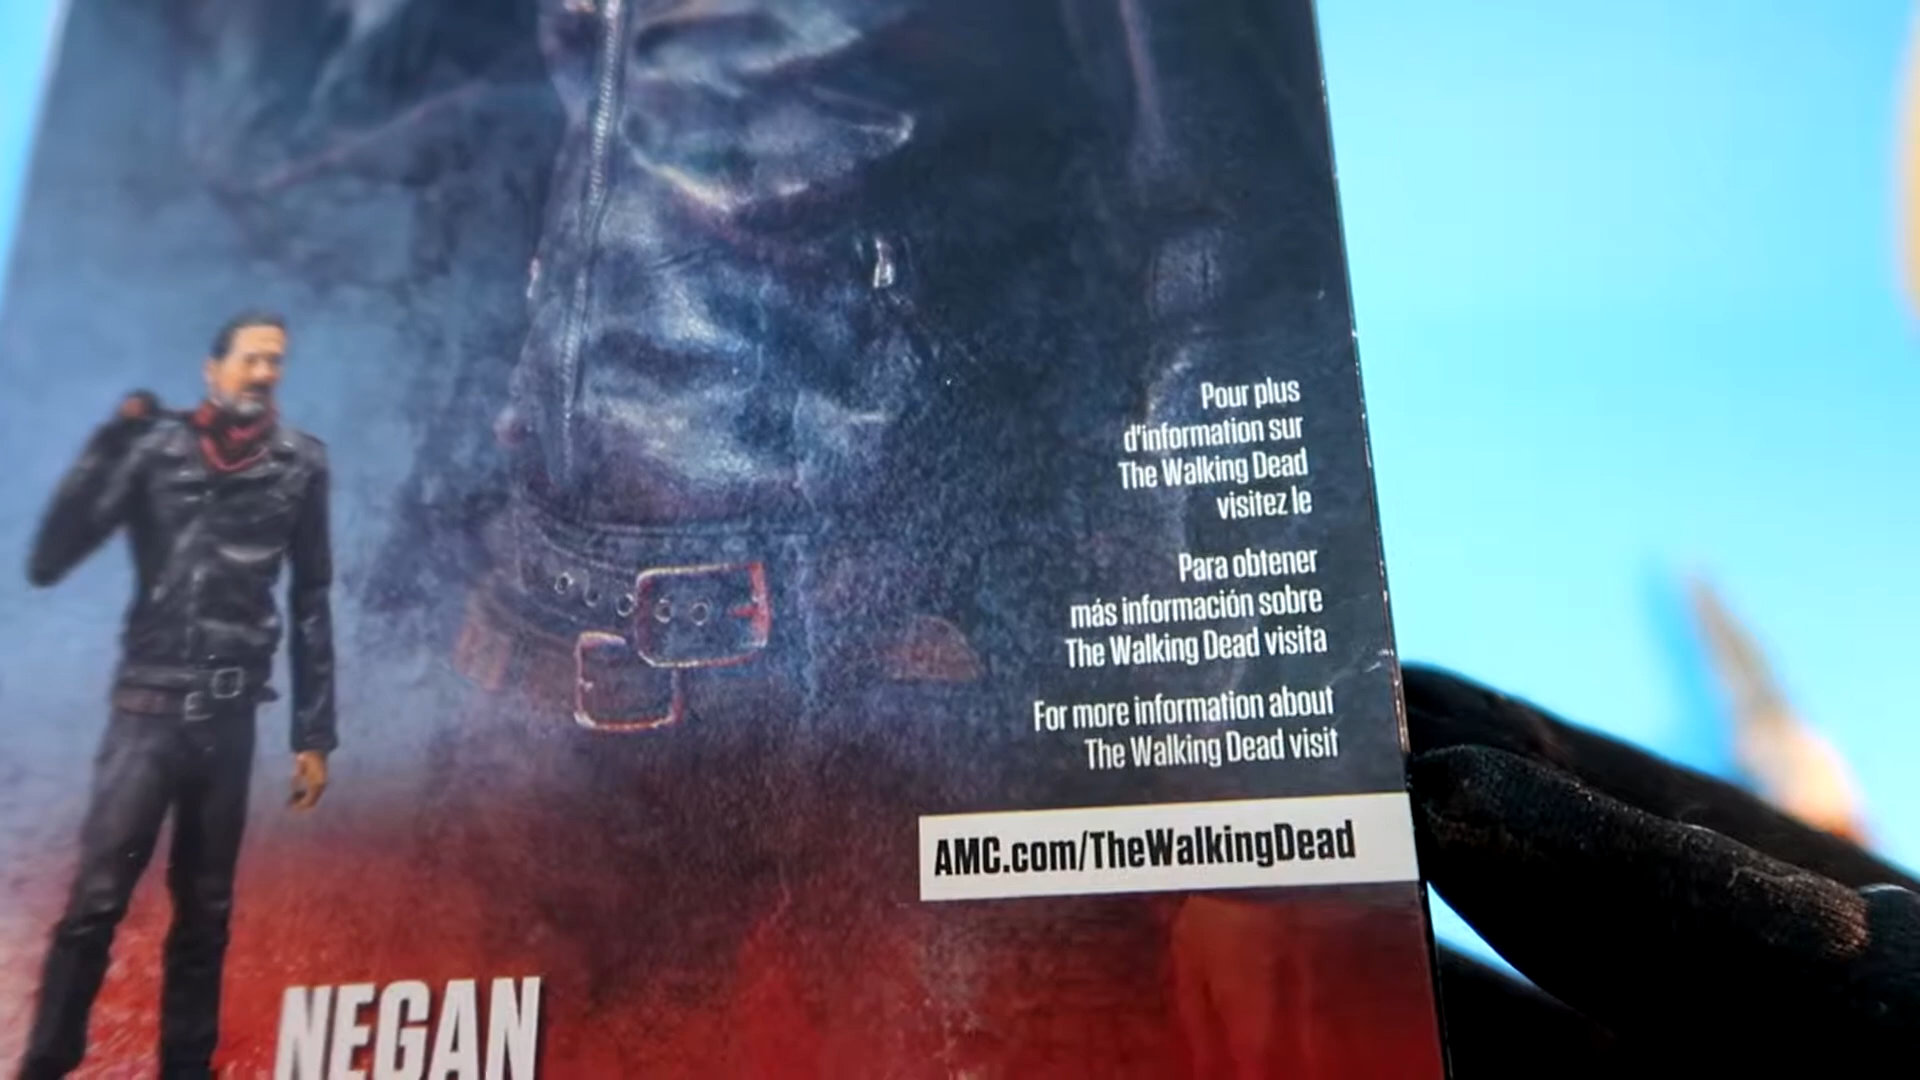 Pour plus
d'information sur
The Walking Dead
visitez le
Para obtener
más información sobre
The Walking Dead visita
For more information about
The Walking Dead visit
AMC.com/TheWalkingDead
NEGAN